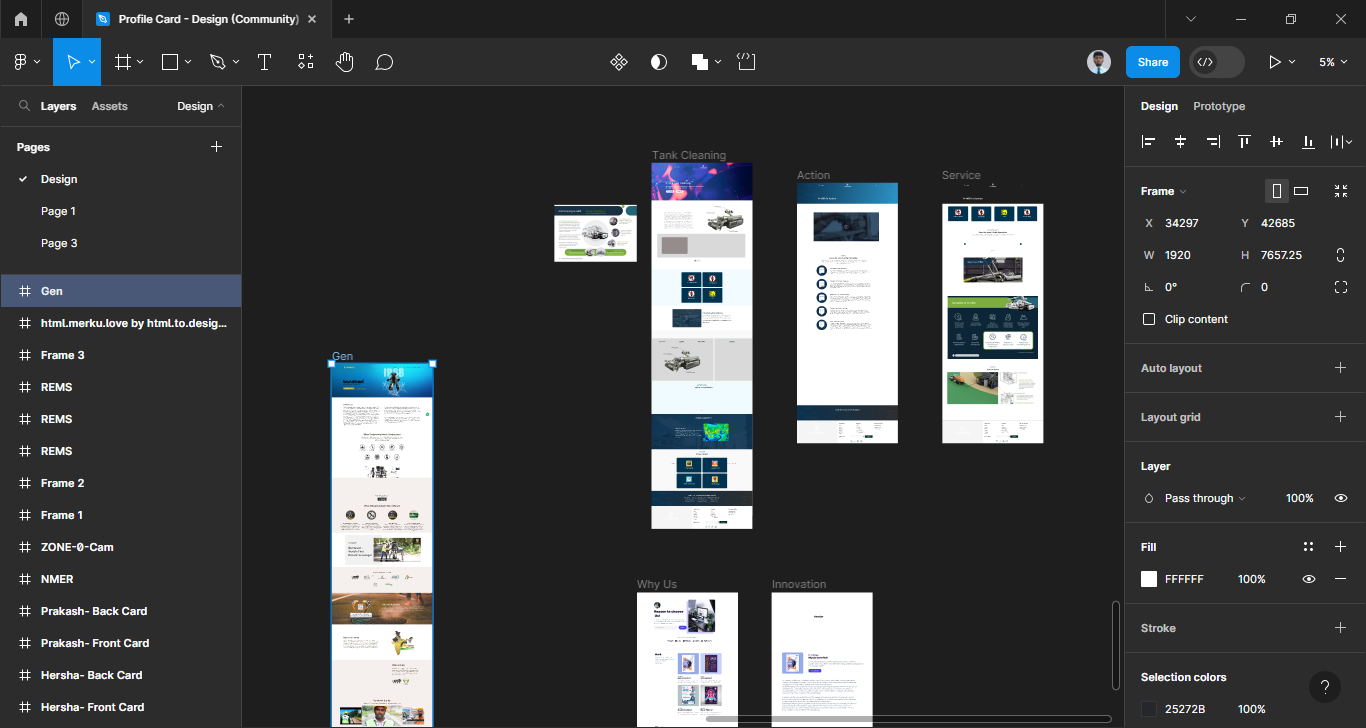 Profile Card - Design (Community)
Share
5%
Layers
Assets
Design
Pages
Design
Page 1
Page 3
Gen
html.merku.love by html.to.desig...
Frame 3
REMS
REMS
REMS
Frame 2
Frame 1
ZONE-0-Cam
NMER
Prakash- Back Card
Prakash- Front Card
Hersha- Back Card
Hersha- Front Card
Gen
Tank Cleaning
Action
Service
Why Us
Innovation
Design
Prototype
Frame
X 34297
Y 42685
W 1920
H 7657.25
0°
0
Clip content
Auto layout
Layout grid
Layer
Pass through
100%
Fill
FFFFFF
100%
Stroke
Selection colors
25272B
100%
?